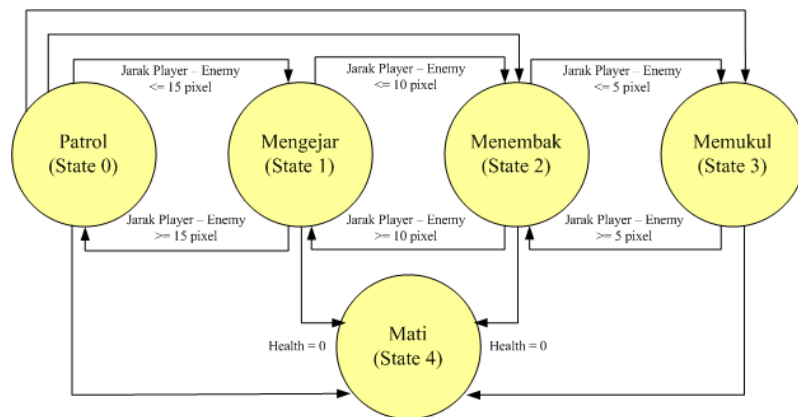 Jarak Player – Enemy
<= 15 pixel
Jarak Player – Enemy
<= 10 pixel
Jarak Player – Enemy
<= 5 pixel
Patrol
(State 0)
Mengejar
(State 1)
Menembak
(State 2)
Memukul
(State 3)
Jarak Player – Enemy
>= 15 pixel
Jarak Player – Enemy
>= 10 pixel
Jarak Player – Enemy
>= 5 pixel
Mati
(State 4)
Health = 0
Health = 0